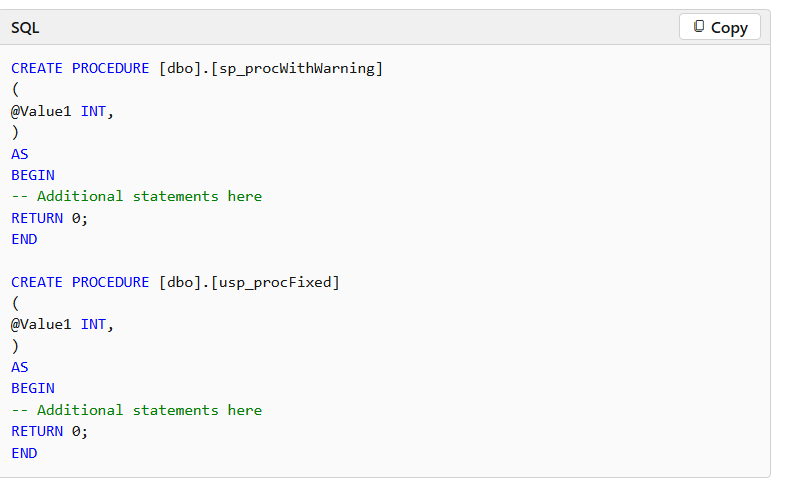 SQL
Copy
CREATE PROCEDURE [dbo].[sp_procWithWarning]
(
@Value1 INT,
)
AS
BEGIN
-- Additional statements here
RETURN 0;
END
CREATE PROCEDURE [dbo].[usp_procFixed]
(
@Value1 INT,
)
AS
BEGIN
-- Additional statements here
RETURN 0;
END